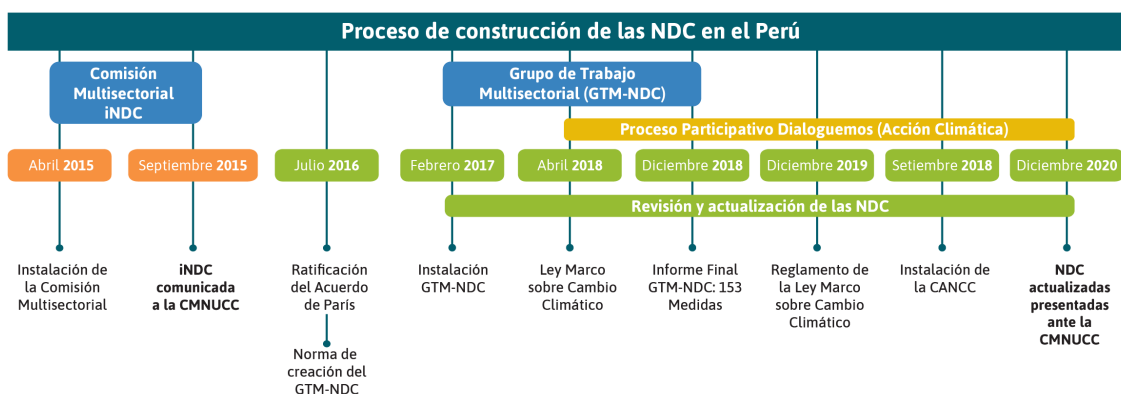 Proceso de construcción de las NDC en el Perú
Comisión
Multisectorial
iNDC
Grupo de Trabajo
Multisectorial (GTM-NDC)
Proceso Participativo Dialoguemos (Acción Climática)
Abril 2015
Septiembre 2015
Julio 2016
Febrero 2017
Abril 2018
Diciembre 2018
Diciembre 2019
Setiembre 2018
Diciembre 2020
Revisión y actualización de las NDC
Instalación de
la Comisión
Multisectorial
iNDC
comunicada
a la CMNUCC
Ratificación
del Acuerdo
de París
Norma de
creación del
GTM-NDC
Instalación
GTM-NDC
Ley Marco
sobre Cambio
Climático
Informe Final
GTM-NDC: 153
Medidas
Reglamento de
la Ley Marco
sobre Cambio
Climático
Instalación de
la CANCC
NDC
actualizadas
presentadas
ante la
CMNUCC